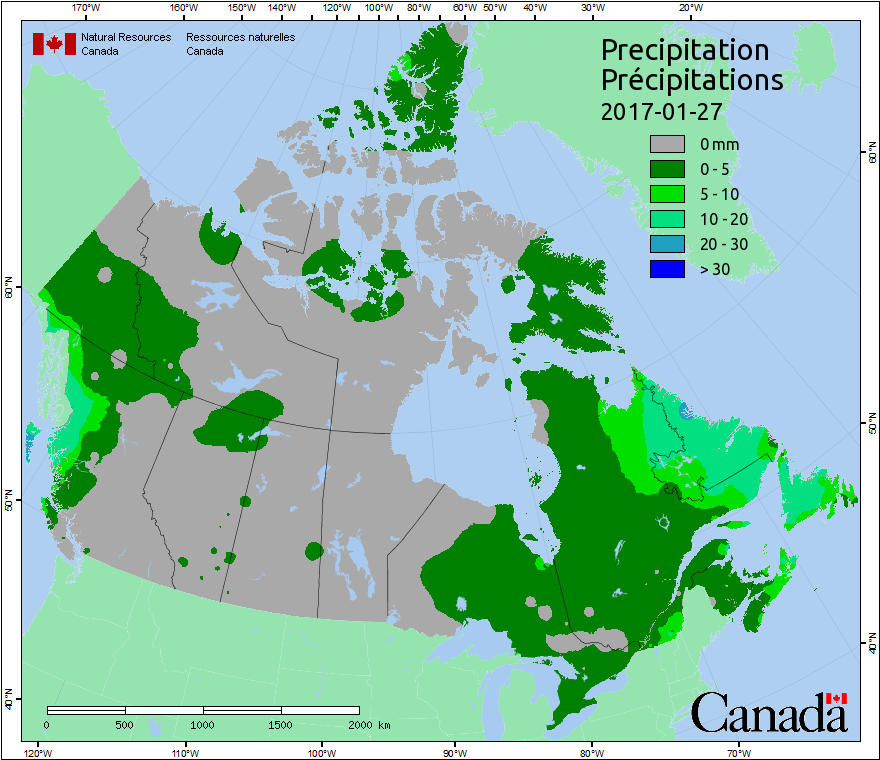 170°W 160°W 150°W 140°W 120°W 100°W 80°W 60°W 50°W 40°W 30°W 20°W
Natural Resources Ressources naturelles
Canada Canada
Precipitation
Précipitations
2017-01-27
0 mm
0 - 5
5 - 10
10 - 20
20 - 30
> 30
60°N
60°N
50°N
50°N
40°N
40°N
0 500 1000 1500 2000 km
Canada
120°W 110°W 100°W 90°W 80°W 70°W